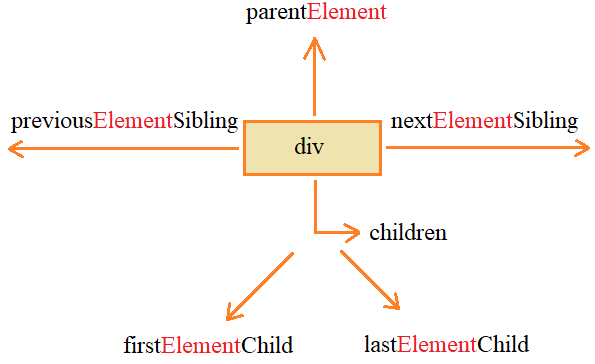 parentElement
previousElementSibling
nextElementSibling
div
children
firstElementChild
lastElementChild